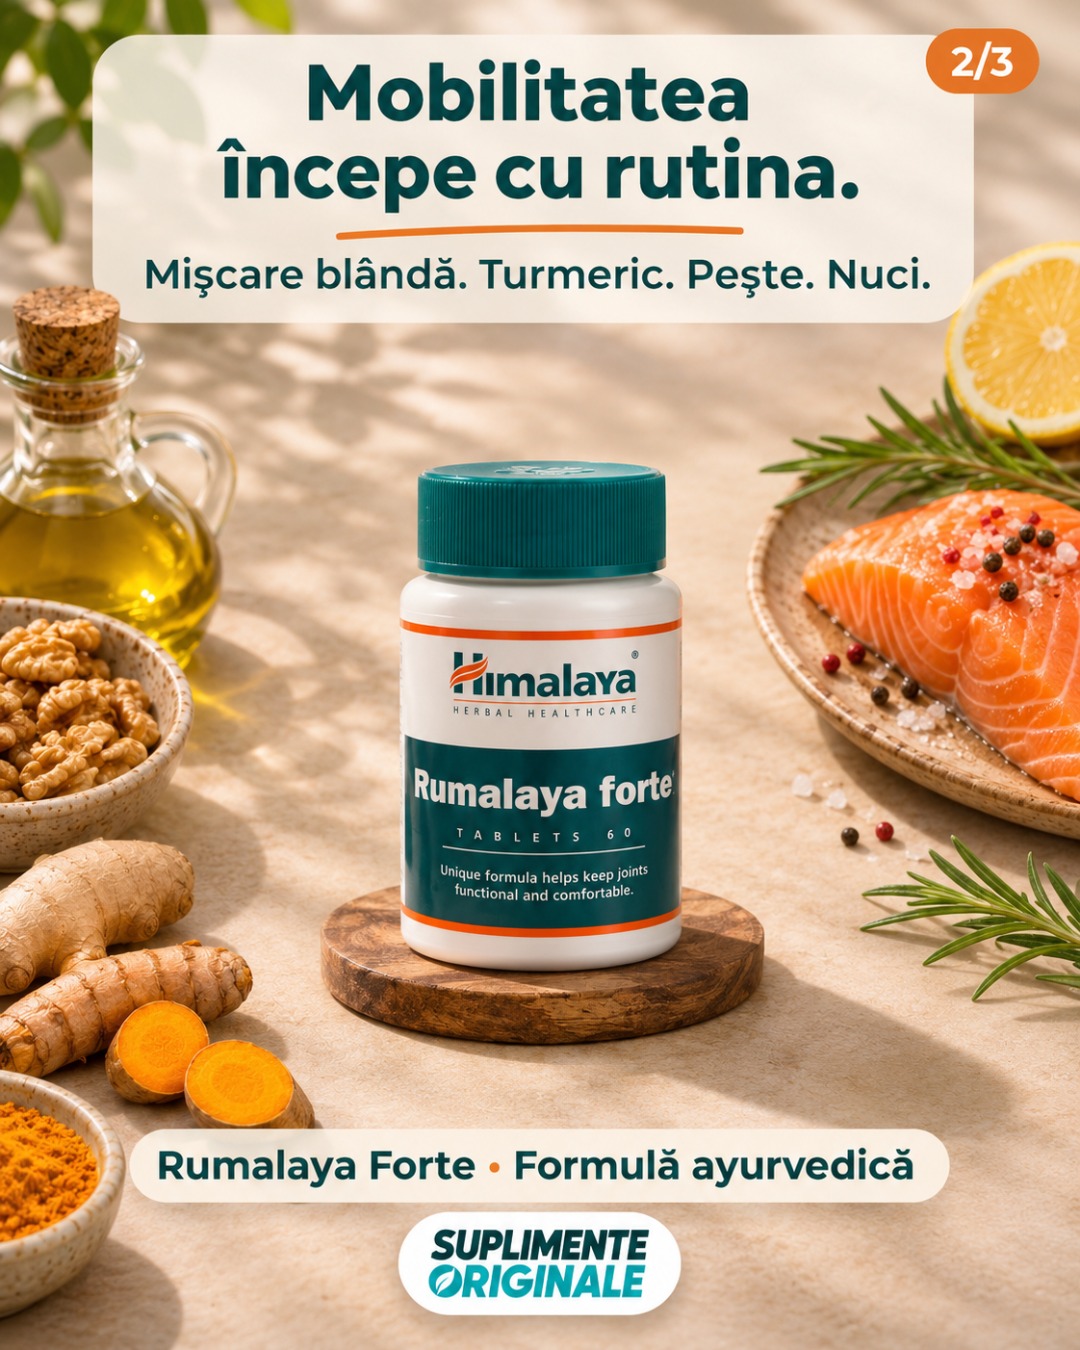 2/3
Mobilitatea
începe cu rutina.
Mişcare blândă. Turmeric. Peşte. Nuci.
Himalaya®
HERBAL HEALTHCARE
Rumalaya forte
TABLETS 60
Unique formula helps keep joints
functional and comfortable.
Rumalaya Forte • Formulă ayurvedică
SUPLIMENTE
ORIGINALE